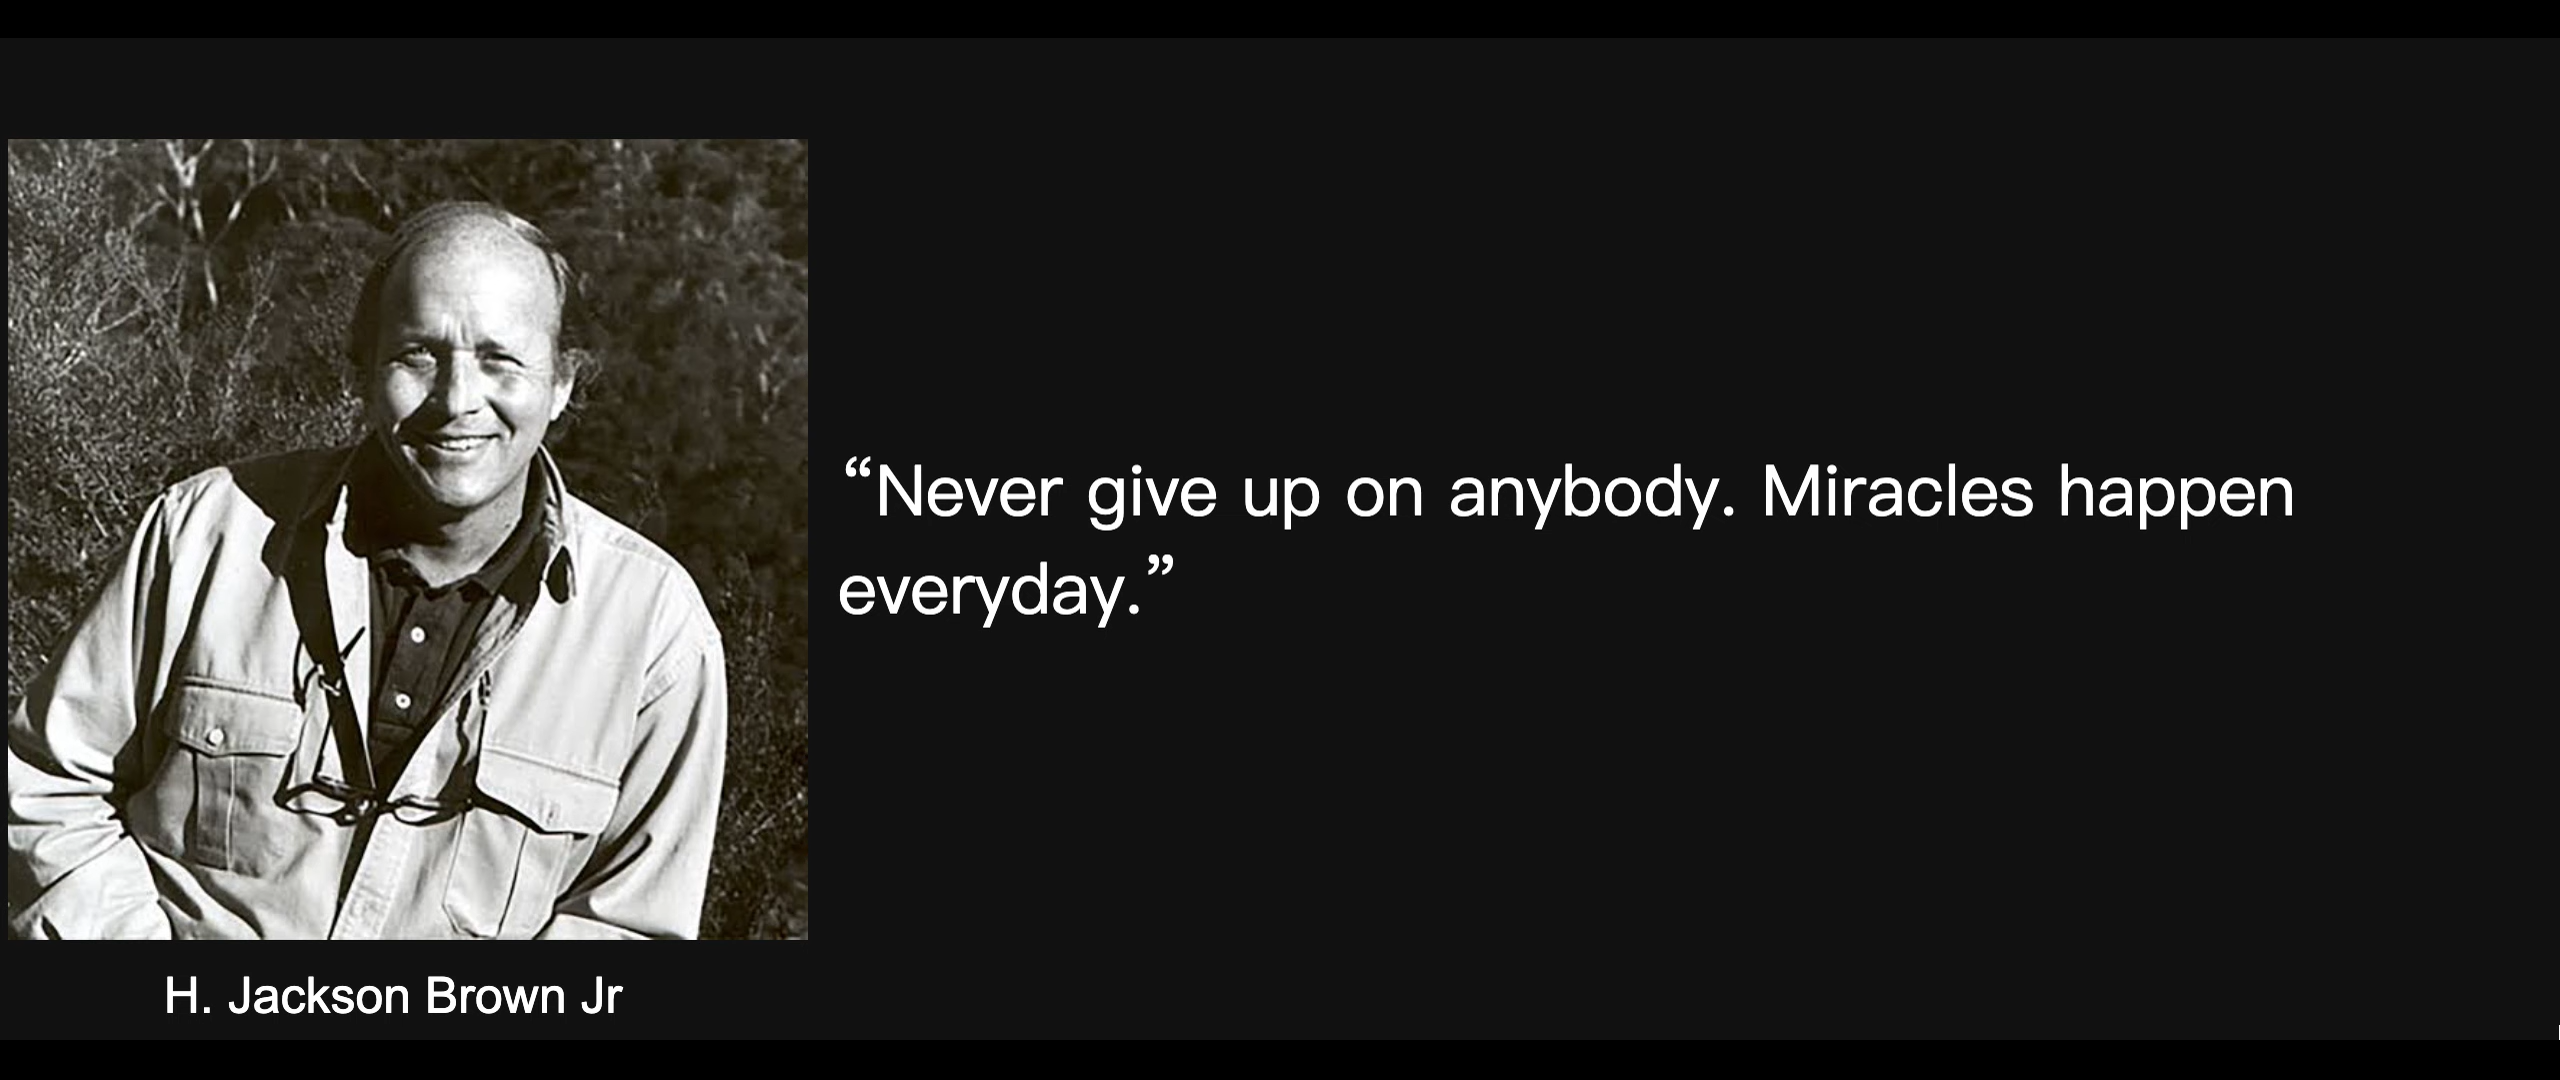 “Never give up on anybody. Miracles happen
everyday.”
H. Jackson Brown Jr